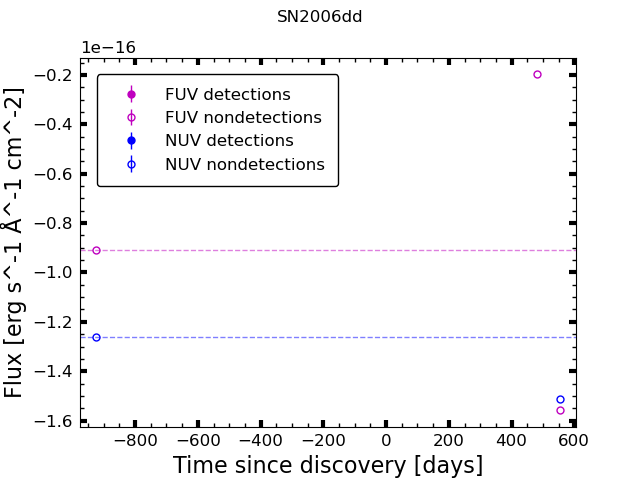 SN2006dd
1e−16
−0.2
−0.4
−0.6
−0.8
−1.0
−1.2
−1.4
−1.6
FUV detections
FUV nondetections
NUV detections
NUV nondetections
Flux [erg s^-1 Å^-1 cm^-2]
−800
−600
−400
−200
0
200
400
600
Time since discovery [days]